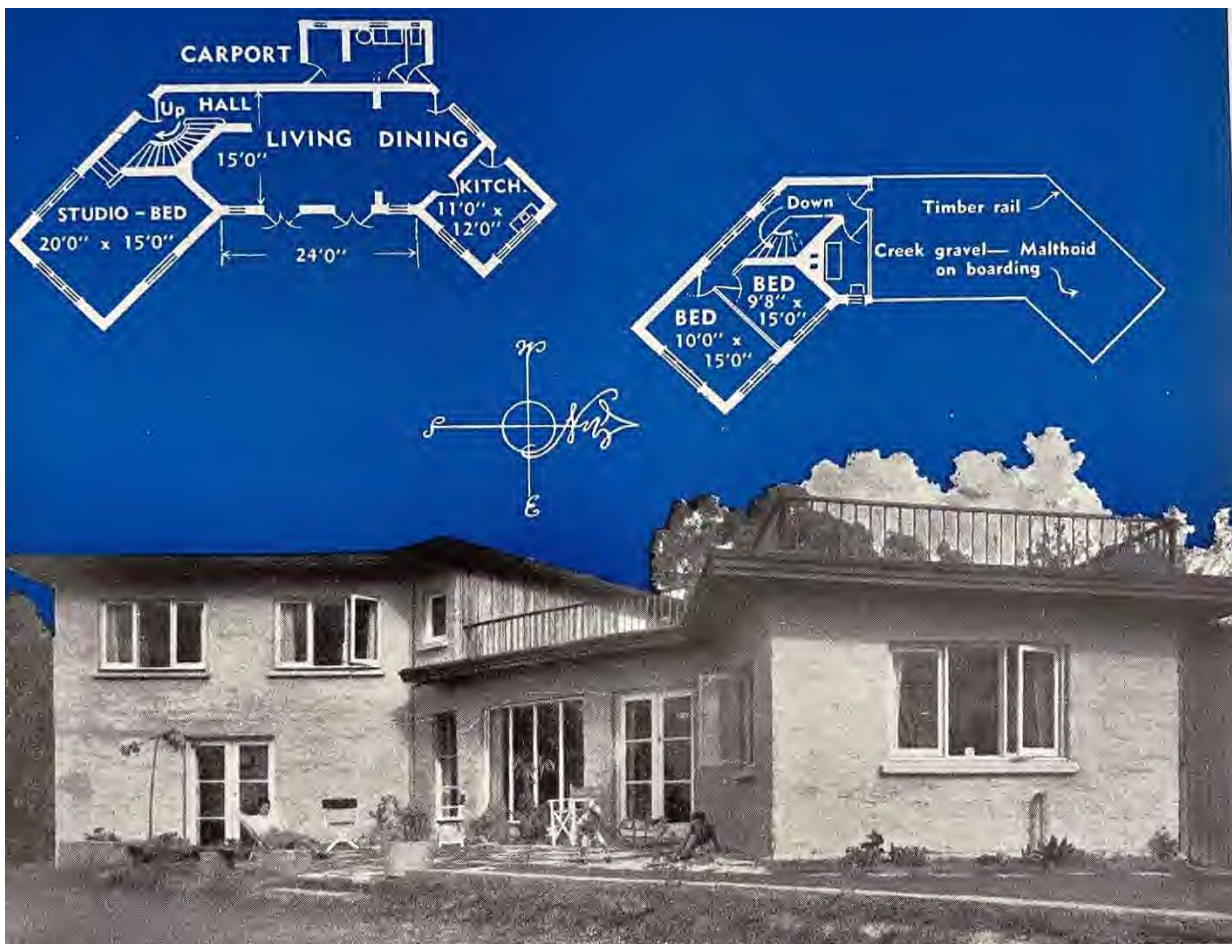 CARPORT
Up HALL
LIVING DINING
15'0"
KITCH.
11'0" x
12'0"
STUDIO - BED
20'0" x 15'0"
24'0"
Down
Timber rail
Creek gravel— Malthoid
on boarding
BED
9'8" x
15'0"
BED
10'0" x
15'0"
W
S
N
E